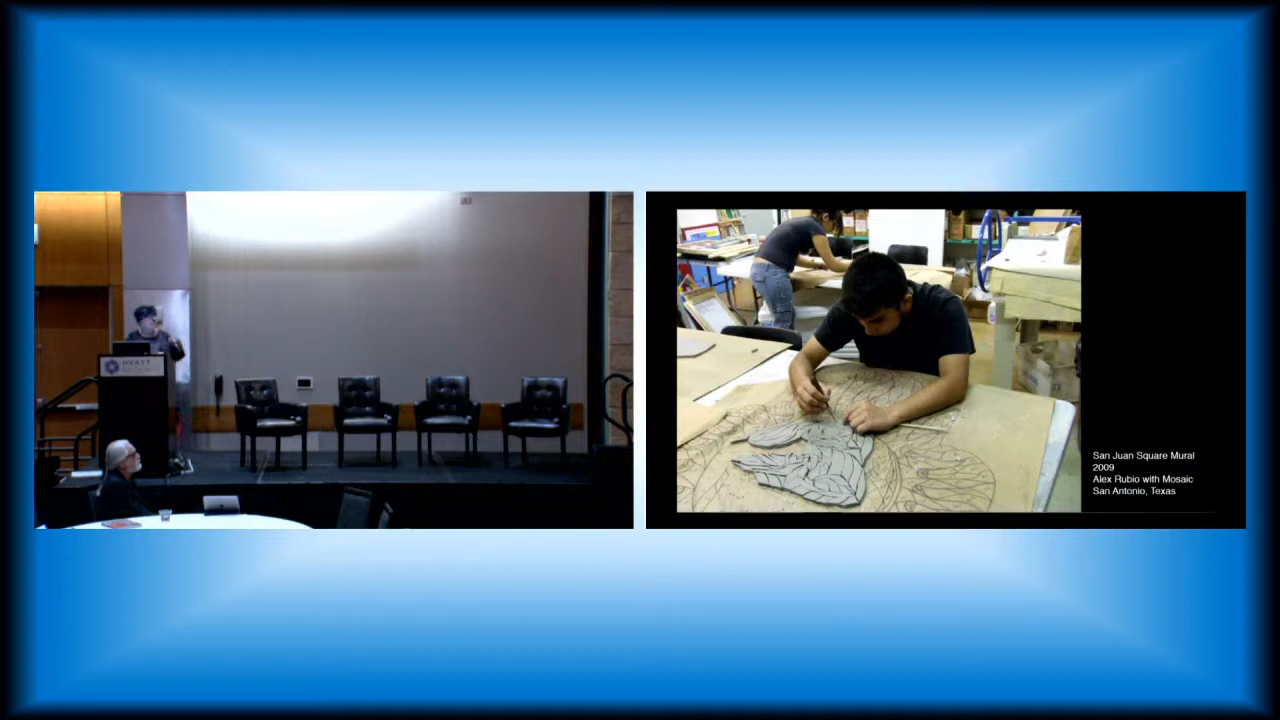 HYATT
San Juan Square Mural
2009
Alex Rubio with Mosaic
San Antonio, Texas